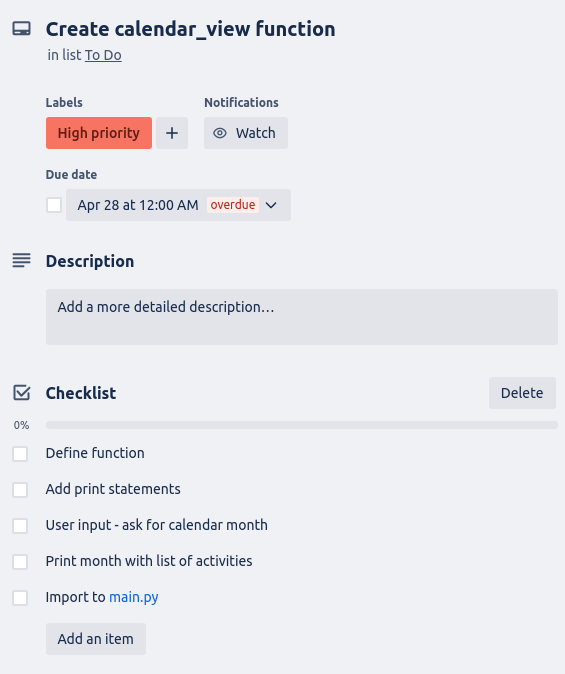 Create calendar_view function
in list To Do
Labels
Notifications
High priority
+
Watch
Due date
Apr 28 at 12:00 AM overdue
Description
Add a more detailed description...
Checklist
Delete
0%
Define function
Add print statements
User input - ask for calendar month
Print month with list of activities
Import to main.py
Add an item